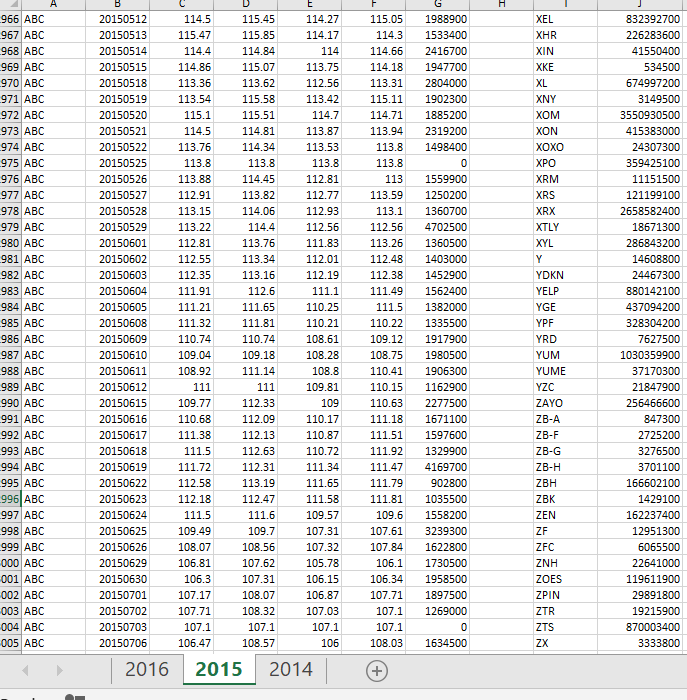 A B C D E F G H I J
966 ABC 20150512 114.5 115.45 114.27 115.05 1988900 XEL 832392700
967 ABC 20150513 115.47 115.85 114.17 114.3 1533400 XHR 226283600
968 ABC 20150514 114.4 114.84 114 114.66 2416700 XIN 41550400
969 ABC 20150515 114.86 115.07 113.75 114.18 1947700 XKE 534500
970 ABC 20150518 113.36 113.62 112.56 113.31 2804000 XL 674997200
971 ABC 20150519 113.54 115.58 113.42 115.11 1902300 XNY 3149500
972 ABC 20150520 115.1 115.51 114.7 114.71 1885200 XOM 3550930500
973 ABC 20150521 114.5 114.81 113.87 113.94 2319200 XON 415383000
974 ABC 20150522 113.76 114.34 113.53 113.8 1498400 XOXO 24307300
975 ABC 20150525 113.8 113.8 113.8 113.8 0 XPO 359425100
976 ABC 20150526 113.88 114.45 112.81 113 1559900 XRM 11151500
977 ABC 20150527 112.91 113.82 112.77 113.59 1250200 XRS 121199100
978 ABC 20150528 113.15 114.06 112.93 113.1 1360700 XRX 2658582400
979 ABC 20150529 113.22 114.4 112.56 112.56 4702500 XTLY 18671300
980 ABC 20150601 112.81 113.76 111.83 113.26 1360500 XYL 286843200
981 ABC 20150602 112.55 113.34 112.01 112.48 1403000 Y 14608800
982 ABC 20150603 112.35 113.16 112.19 112.38 1452900 YDKN 24467300
983 ABC 20150604 111.91 112.6 111.1 111.49 1562400 YELP 880142100
984 ABC 20150605 111.21 111.65 110.25 111.5 1382000 YGE 437094200
985 ABC 20150608 111.32 111.81 110.21 110.22 1335500 YPF 328304200
986 ABC 20150609 110.74 110.74 108.61 109.12 1917900 YRD 7627500
987 ABC 20150610 109.04 109.18 108.28 108.75 1980500 YUM 1030359900
988 ABC 20150611 108.92 111.14 108.8 110.41 1906300 YUME 37170300
989 ABC 20150612 111 111 109.81 110.15 1162900 YZC 21847900
990 ABC 20150615 109.77 112.33 109 110.63 2277500 ZAYO 256466600
991 ABC 20150616 110.68 112.09 110.17 111.18 1671100 ZB-A 847300
992 ABC 20150617 111.38 112.13 110.87 111.51 1597600 ZB-F 2725200
993 ABC 20150618 111.5 112.63 110.72 111.92 1329900 ZB-G 3276500
994 ABC 20150619 111.72 112.31 111.34 111.47 4169700 ZB-H 3701100
995 ABC 20150622 112.58 113.19 111.65 111.79 902800 ZBH 166602100
996 ABC 20150623 112.18 112.47 111.58 111.81 1035500 ZBK 1429100
997 ABC 20150624 111.5 111.6 109.57 109.6 1558200 ZEN 162237400
998 ABC 20150625 109.49 109.7 107.31 107.61 3239300 ZF 12951300
999 ABC 20150626 108.07 108.56 107.32 107.84 1622800 ZFC 6065500
000 ABC 20150629 106.81 107.62 105.78 106.1 1730500 ZNH 22641000
001 ABC 20150630 106.3 107.31 106.15 106.34 1958500 ZOES 119611900
002 ABC 20150701 107.17 108.07 106.87 107.71 1897500 ZPIN 29891800
003 ABC 20150702 107.71 108.32 107.03 107.1 1269000 ZTR 19215900
004 ABC 20150703 107.1 107.1 107.1 107.1 0 ZTS 870003400
005 ABC 20150706 106.47 108.57 106 108.03 1634500 ZX 3333800
2016 2015 2014